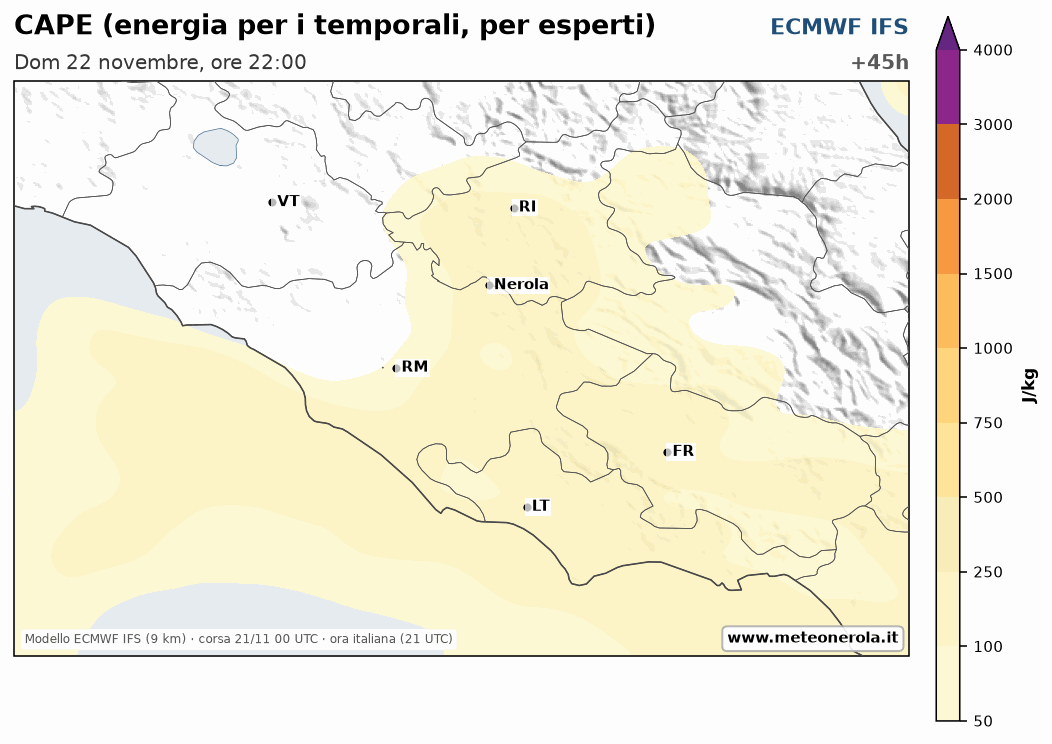 CAPE (energia per i temporali, per esperti)
ECMWF IFS
Dom 22 novembre, ore 22:00
+45h
4000
3000
2000
1500
1000
750
500
250
100
50
J/kg
VT
RI
Nerola
RM
FR
LT
Modello ECMWF IFS (9 km) · corsa 21/11 00 UTC · ora italiana (21 UTC)
www.meteonerola.it